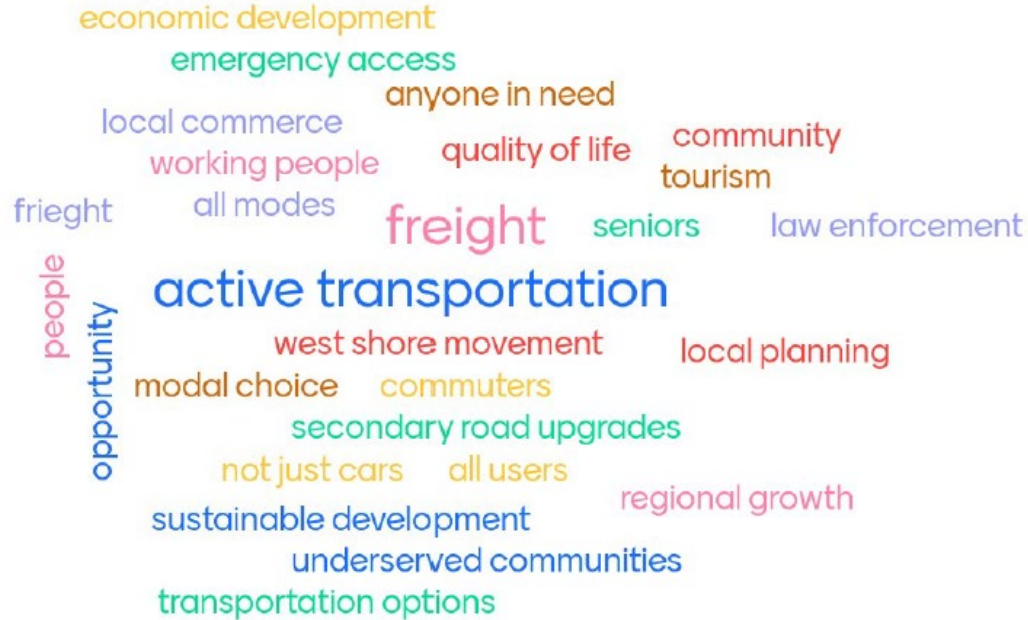 economic development
emergency access
anyone in need
local commerce
community
quality of life
working people
tourism
all modes
frieght
freight
seniors
law enforcement
active transportation
people
opportunity
west shore movement
local planning
modal choice
commuters
secondary road upgrades
not just cars
all users
regional growth
sustainable development
underserved communities
transportation options